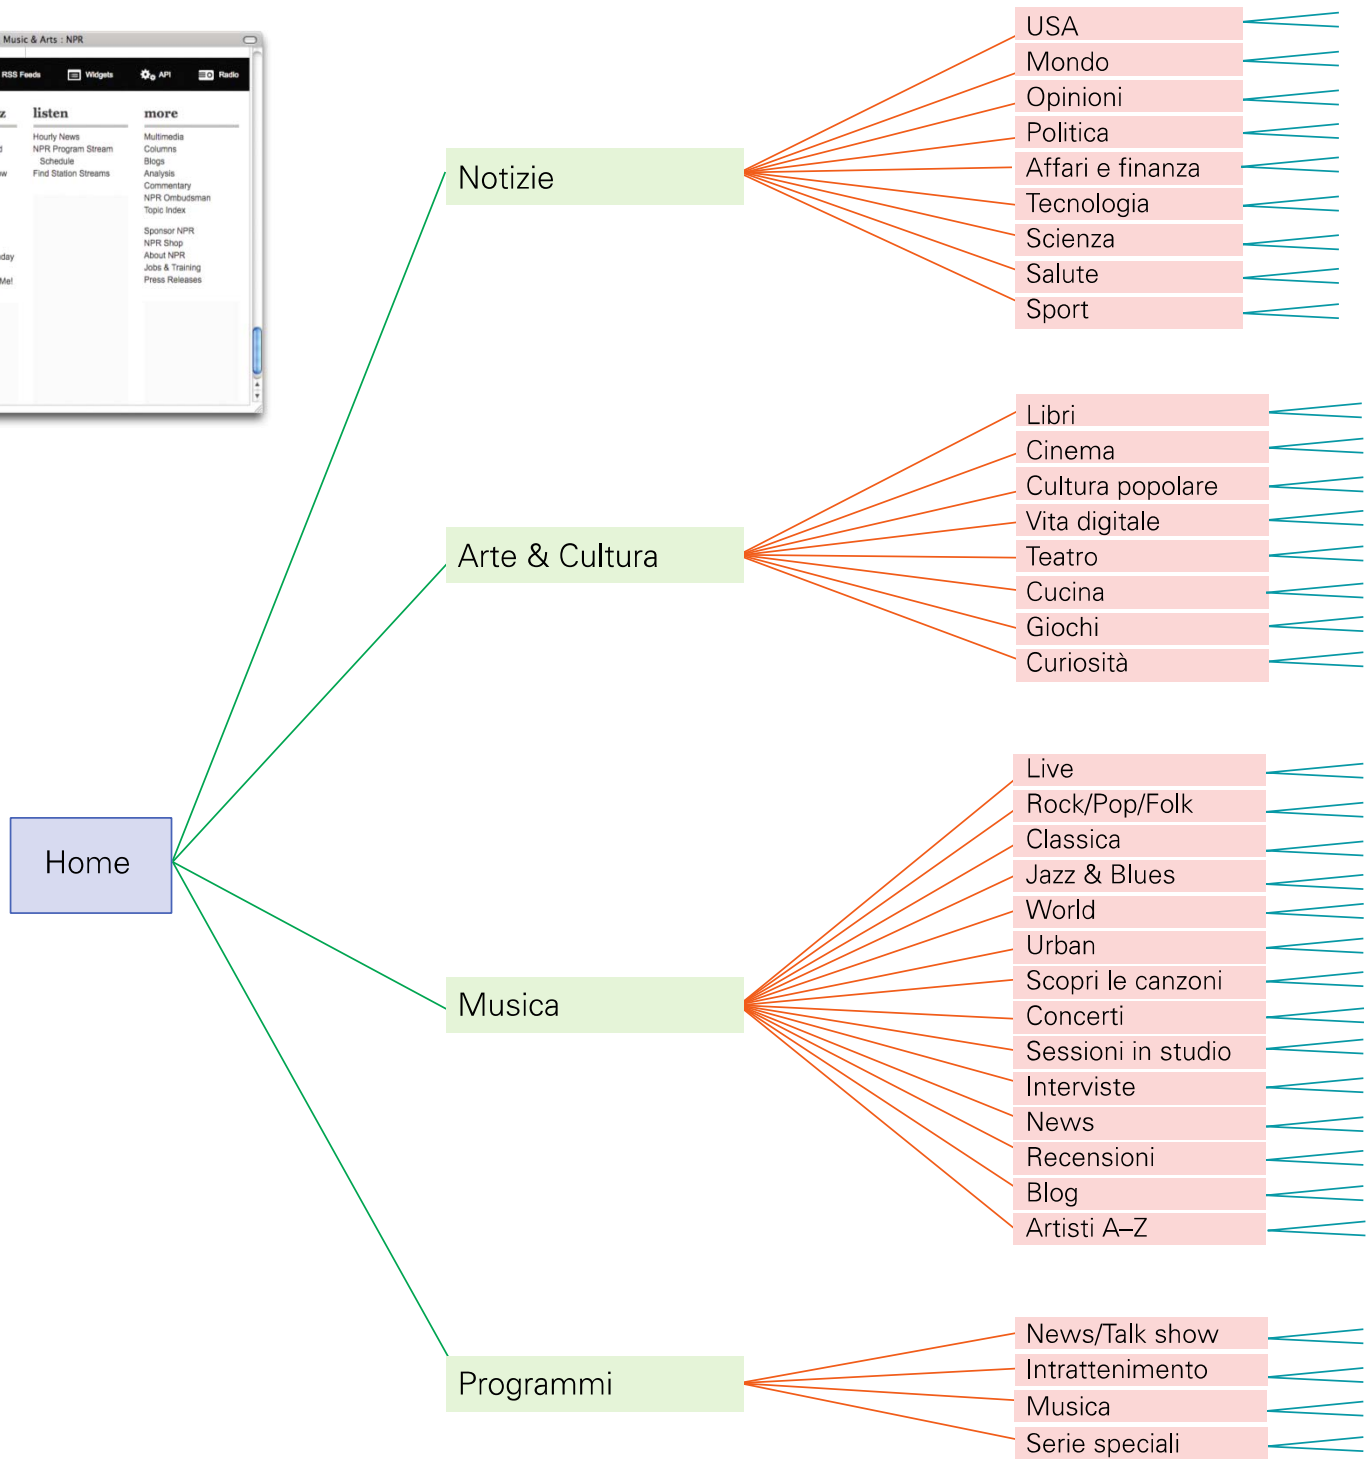 Music & Arts : NPR
RSS Feeds
Widgets
API
Radio
z
listen
more
Hourly News
NPR Program Stream
Schedule
Find Station Streams
Multimedia
Columns
Blogs
Analysis
Commentary
NPR Ombudsman
Topic Index
Sponsor NPR
NPR Shop
About NPR
Jobs & Training
Press Releases
Me!
Home
Notizie
USA
Mondo
Opinioni
Politica
Affari e finanza
Tecnologia
Scienza
Salute
Sport
Arte & Cultura
Libri
Cinema
Cultura popolare
Vita digitale
Teatro
Cucina
Giochi
Curiosità
Musica
Live
Rock/Pop/Folk
Classica
Jazz & Blues
World
Urban
Scopri le canzoni
Concerti
Sessioni in studio
Interviste
News
Recensioni
Blog
Artisti A–Z
Programmi
News/Talk show
Intrattenimento
Musica
Serie speciali